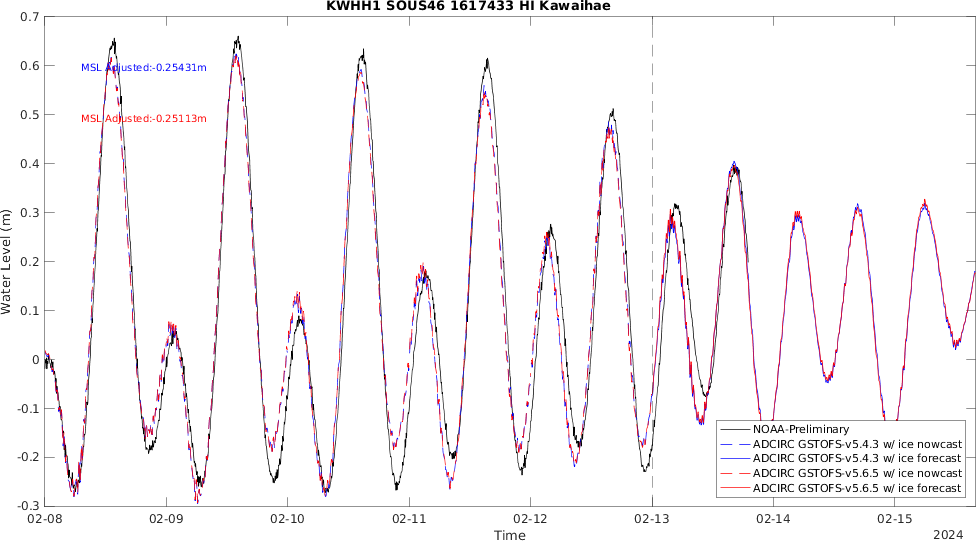 KWHH1 SOUS46 1617433 HI Kawaihae
0.7
0.6
0.5
0.4
0.3
0.2
0.1
0
-0.1
-0.2
-0.3
Water Level (m)
MSL Adjusted:-0.25431m
MSL Adjusted:-0.25113m
NOAA-Preliminary
ADCIRC GSTOFS-v5.4.3 w/ ice nowcast
ADCIRC GSTOFS-v5.4.3 w/ ice forecast
ADCIRC GSTOFS-v5.6.5 w/ ice nowcast
ADCIRC GSTOFS-v5.6.5 w/ ice forecast
02-08 02-09 02-10 02-11 02-12 02-13 02-14 02-15
Time
2024